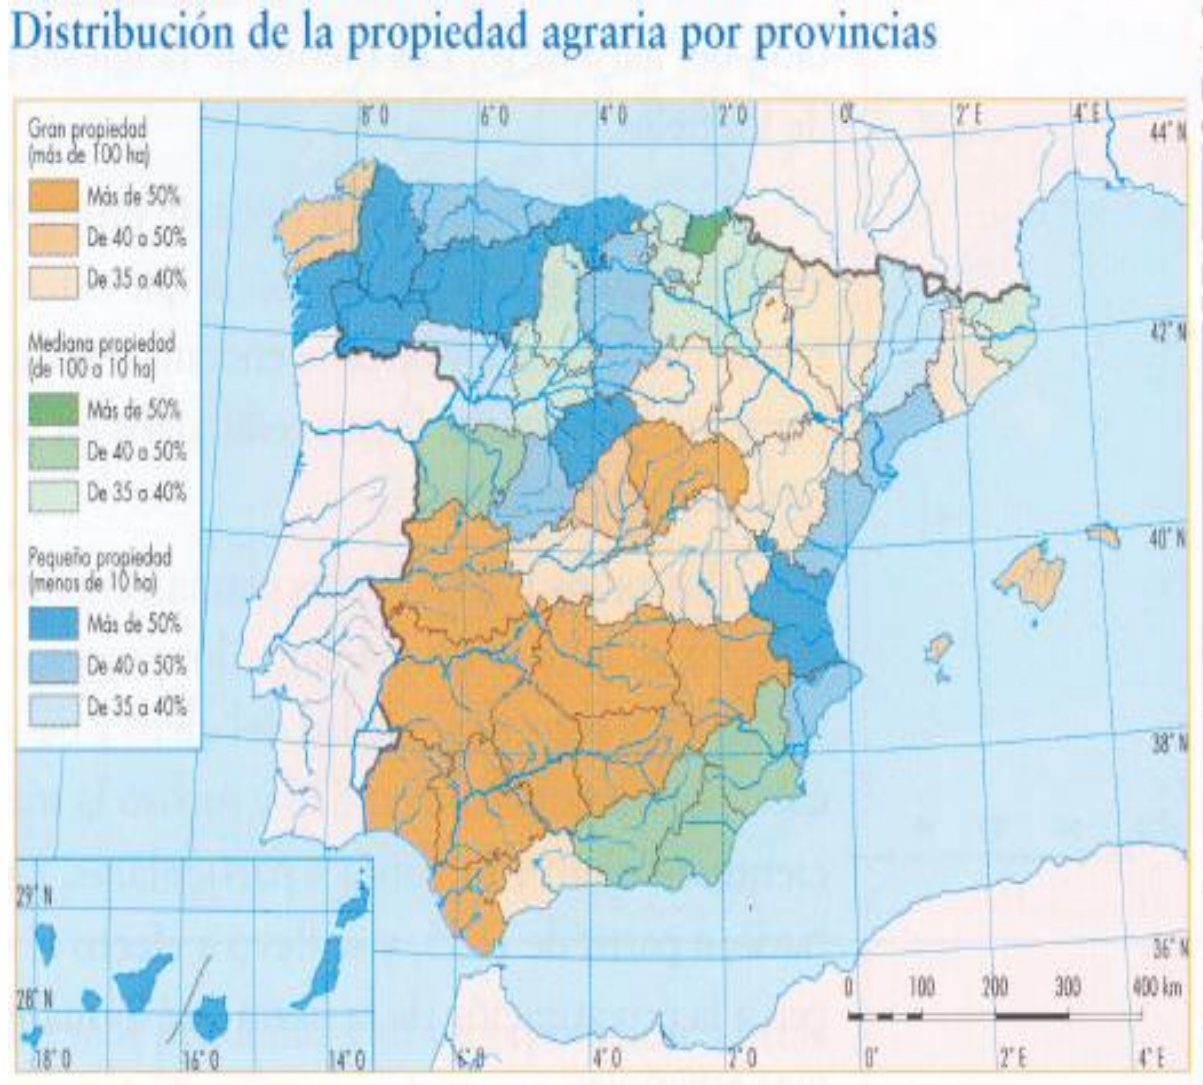 Distribución de la propiedad agraria por provincias
Gran propiedad
(más de 100 ha)
Más de 50%
De 40 a 50%
De 35 a 40%
Mediana propiedad
(de 100 a 10 ha)
Más de 50%
De 40 a 50%
De 35 a 40%
Pequeña propiedad
(menos de 10 ha)
Más de 50%
De 40 a 50%
De 35 a 40%
8° O
6° O
4° O
2° O
0°
2° E
4° E
44° N
42° N
40° N
38° N
36° N
29° N
28° N
18° O
16° O
14° O
6° O
4° O
2° O
0°
2° E
4° E
0 100 200 300 400 km